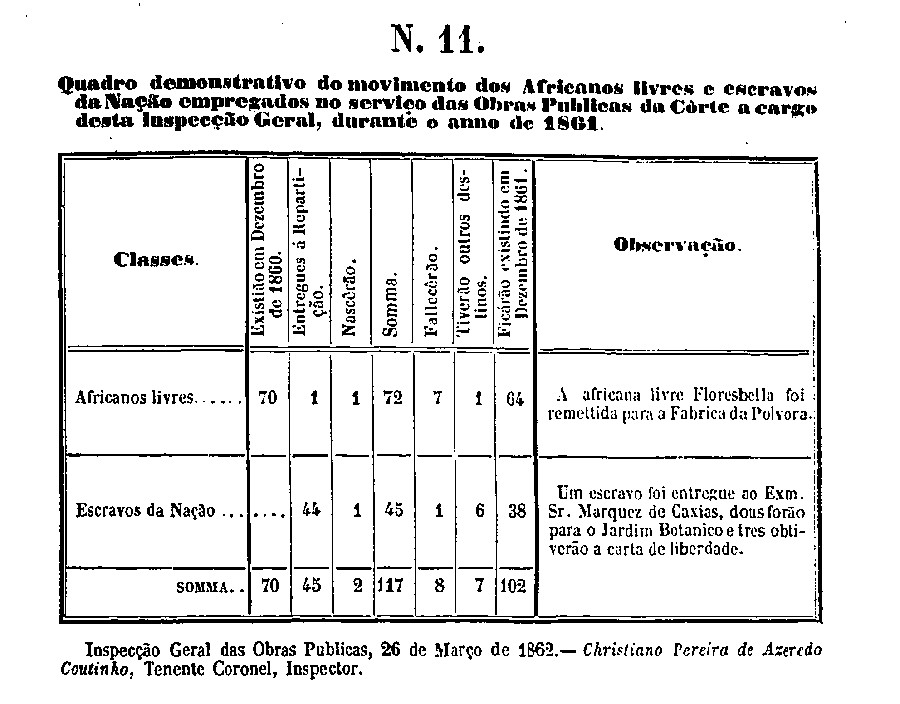 N. 11.
Quadro demonstrativo do movimento dos Africanos livres e escravos
da Nação empregados no serviço das Obras Publicas da Côrte a cargo
desta Inspecção Geral, durante o anno de 1861.
Classes.
Existião em Dezembro
de 1860.
Entregues á Reparti-
ção.
Nascêrão.
Somma.
Fallecêrão.
Tiverão outros des-
tinos.
Ficárão existindo em
Dezembro de 1861.
Observação.
Africanos livres...... 70 1 1 72 7 1 64
A africana livre Floresbella foi
remettida para a Fabrica da Polvora.
Escravos da Nação ... .... 44 1 45 1 6 38
Um escravo foi entregue ao Exm.
Sr. Marquez de Caxias, dous forão
para o Jardim Botanico e tres obti-
verão a carta de liberdade.
SOMMA.. 70 45 2 117 8 7 102
Inspecção Geral das Obras Publicas, 26 de Março de 1862.— Christiano Pereira de Azeredo
Coutinho, Tenente Coronel, Inspector.